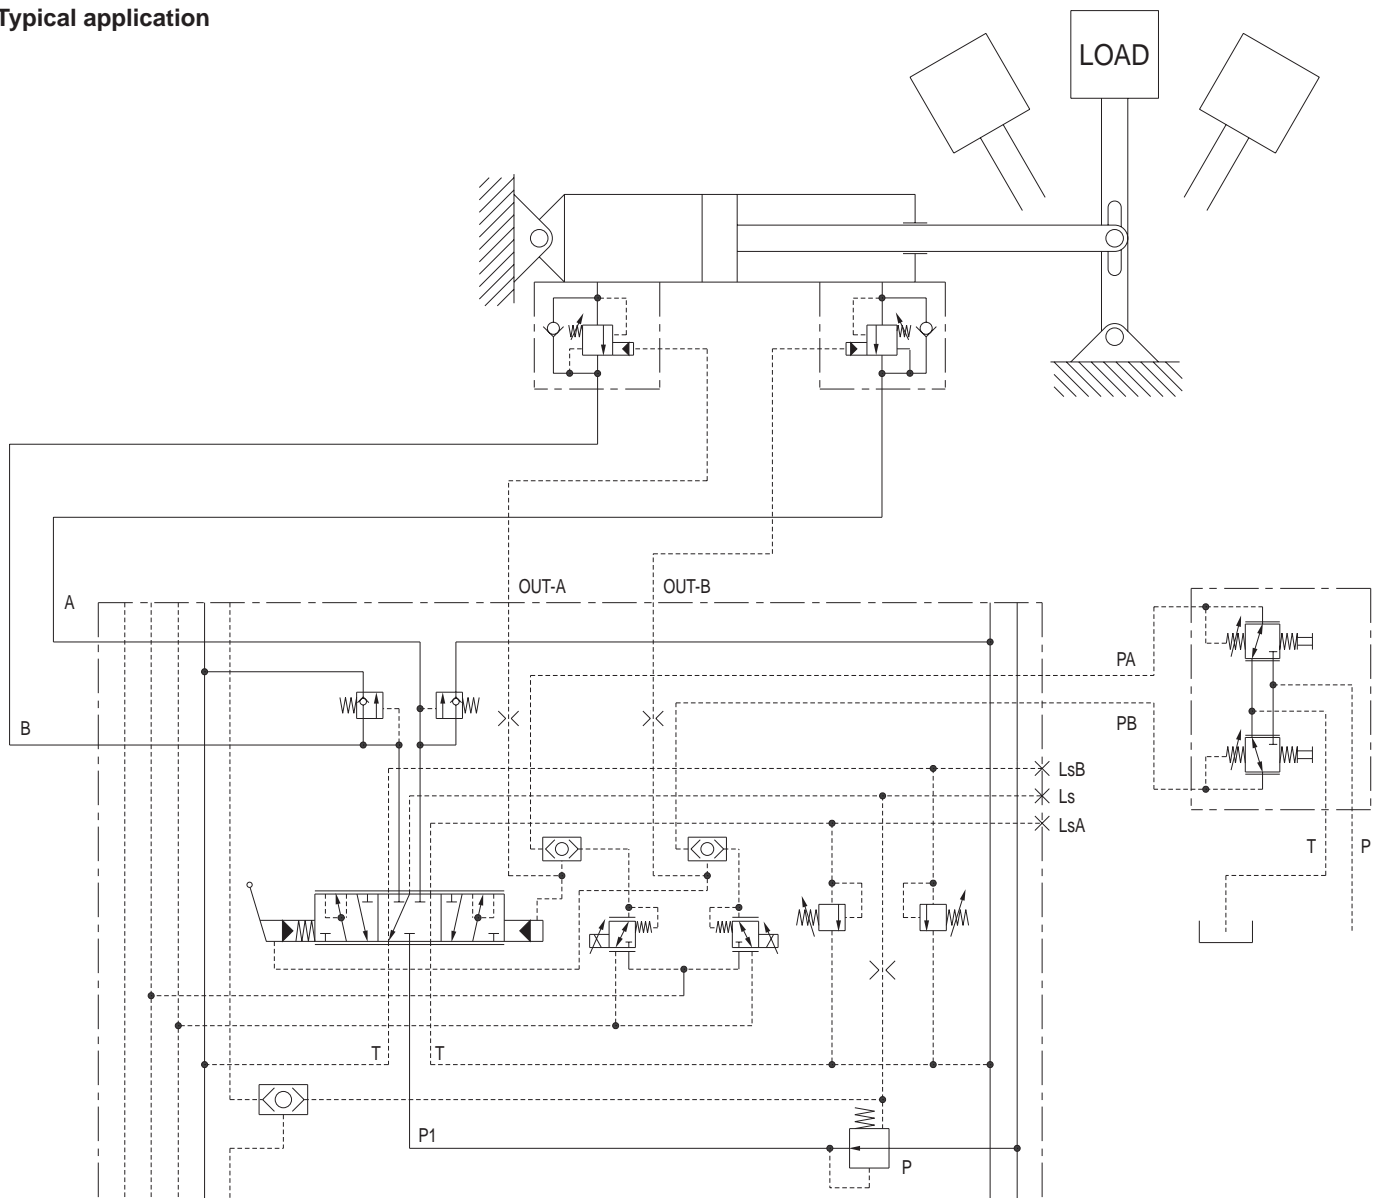 Typical application
LOAD
OUT-A
OUT-B
A
PA
B
PB
LsB
Ls
LsA
T
P
T
T
P1
P